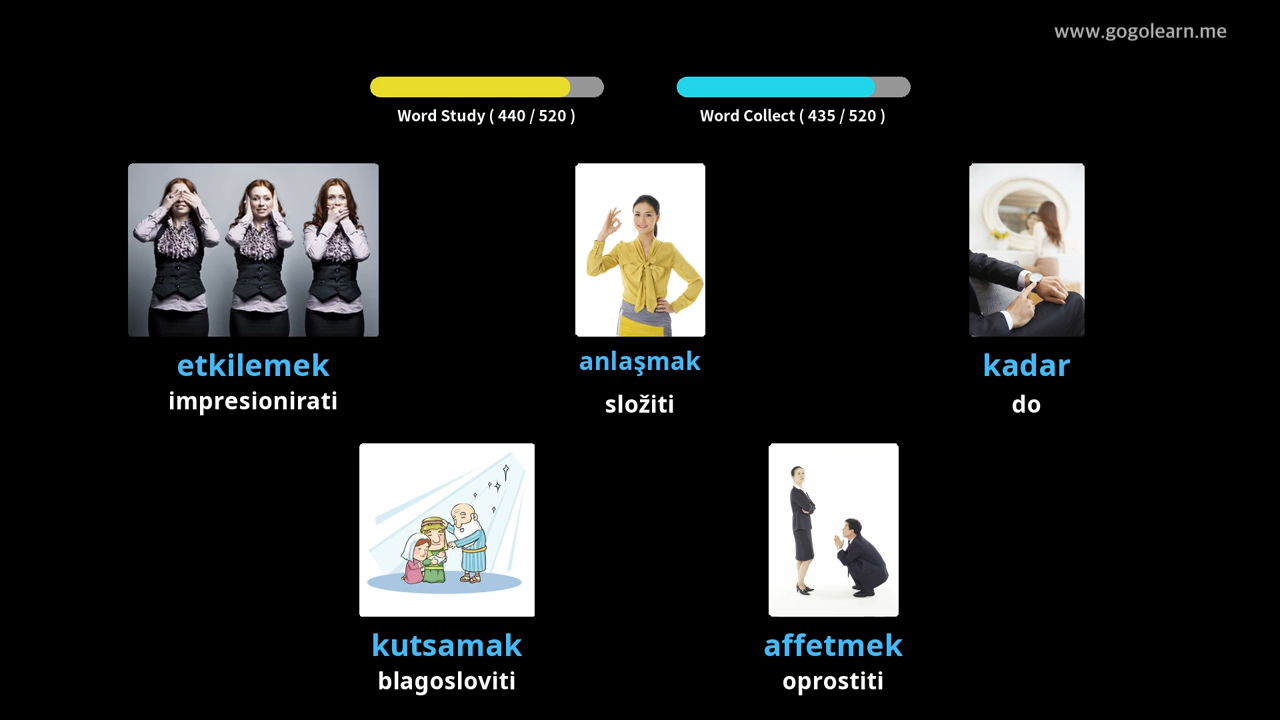 www.gogolearn.me
Word Study ( 440 / 520 )
Word Collect ( 435 / 520 )
etkilemek
impresionirati
anlaşmak
složiti
kadar
do
kutsamak
blagosloviti
affetmek
oprostiti